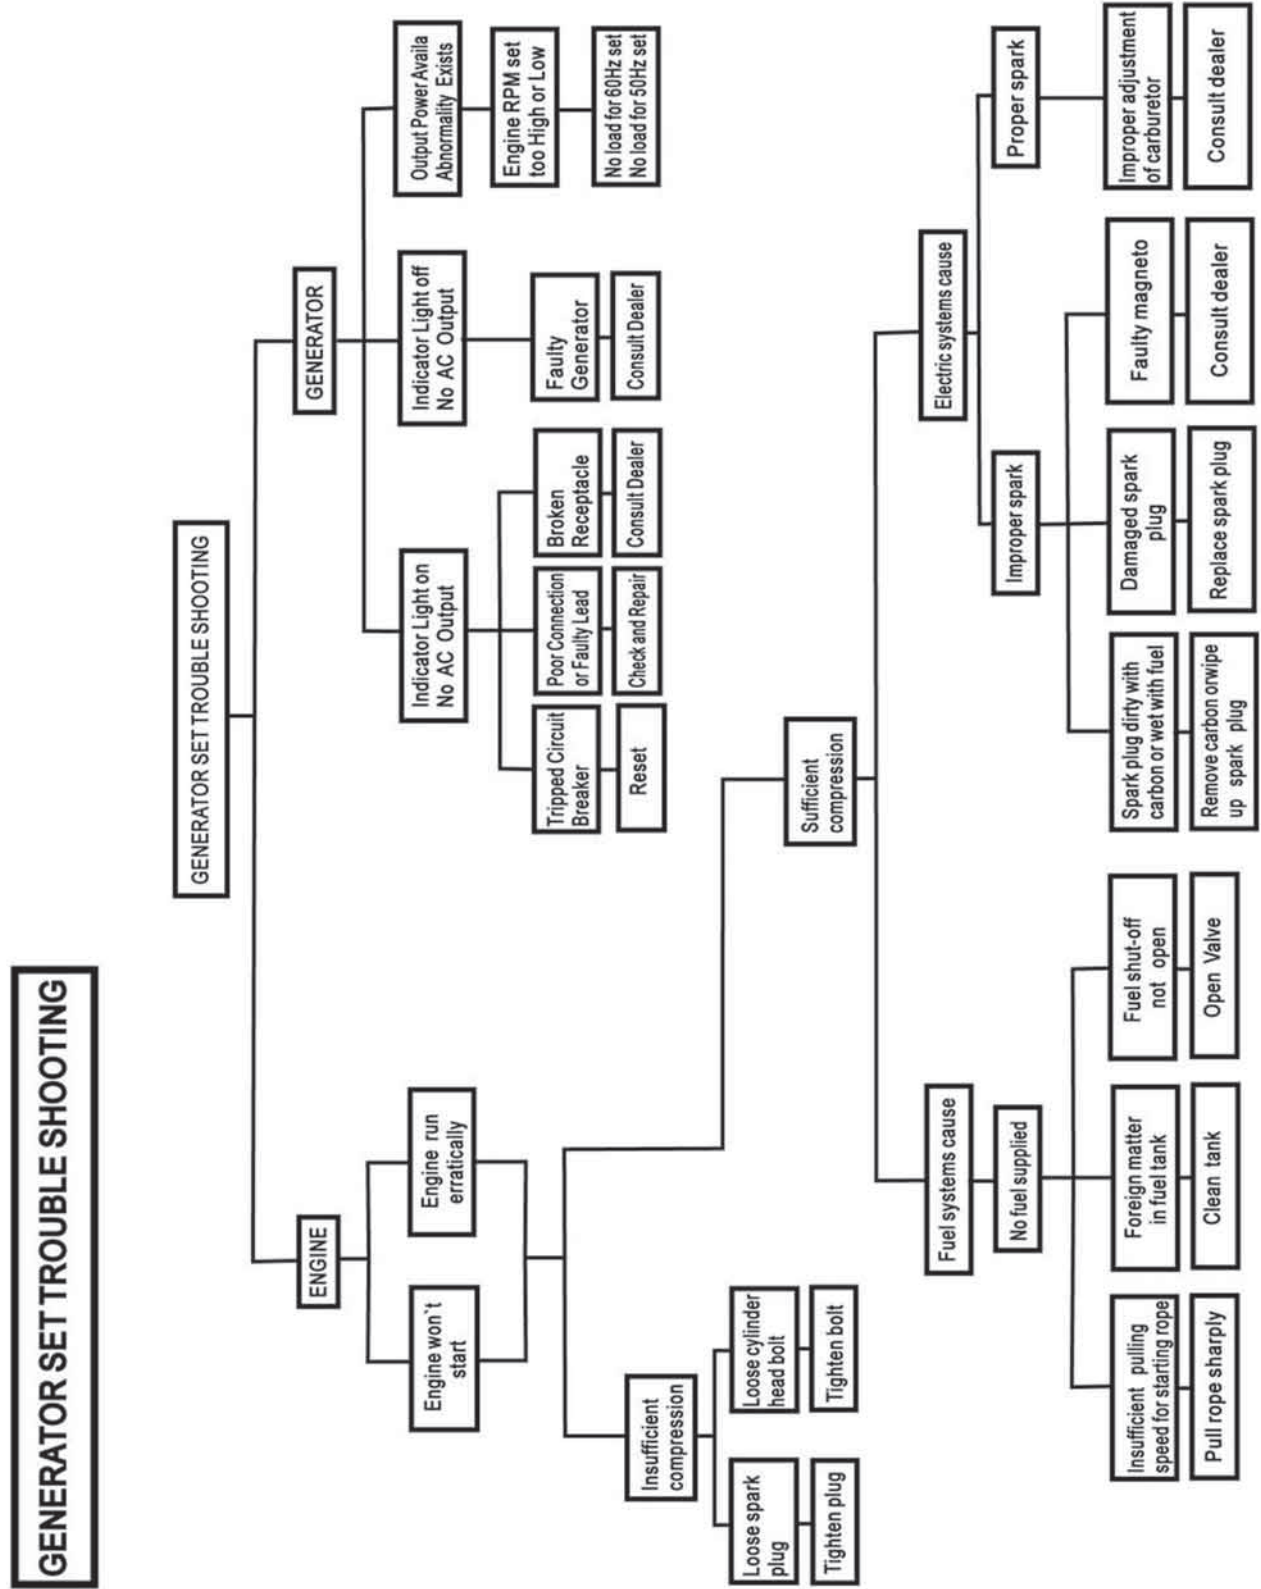 GENERATOR SET TROUBLE SHOOTING
GENERATOR SET TROUBLE SHOOTING
ENGINE
GENERATOR
Engine won`t
start
Engine run
erratically
Indicator Light on
No AC Output
Indicator Light off
No AC Output
Output Power Availa
Abnormality Exists
Engine RPM set
too High or Low
No load for 60Hz set
No load for 50Hz set
Tripped Circuit
Breaker
Reset
Poor Connection
or Faulty Lead
Check and Repair
Broken
Receptacle
Consult Dealer
Faulty
Generator
Consult Dealer
Insufficient
compression
Loose spark
plug
Tighten plug
Loose cylinder
head bolt
Tighten bolt
Sufficient
compression
Fuel systems cause
No fuel supplied
Insufficient pulling
speed for starting rope
Pull rope sharply
Foreign matter
in fuel tank
Clean tank
Fuel shut-off
not open
Open Valve
Electric systems cause
Improper spark
Spark plug dirty with
carbon or wet with fuel
Remove carbon orwipe
up spark plug
Damaged spark
plug
Replace spark plug
Faulty magneto
Consult dealer
Proper spark
Improper adjustment
of carburetor
Consult dealer